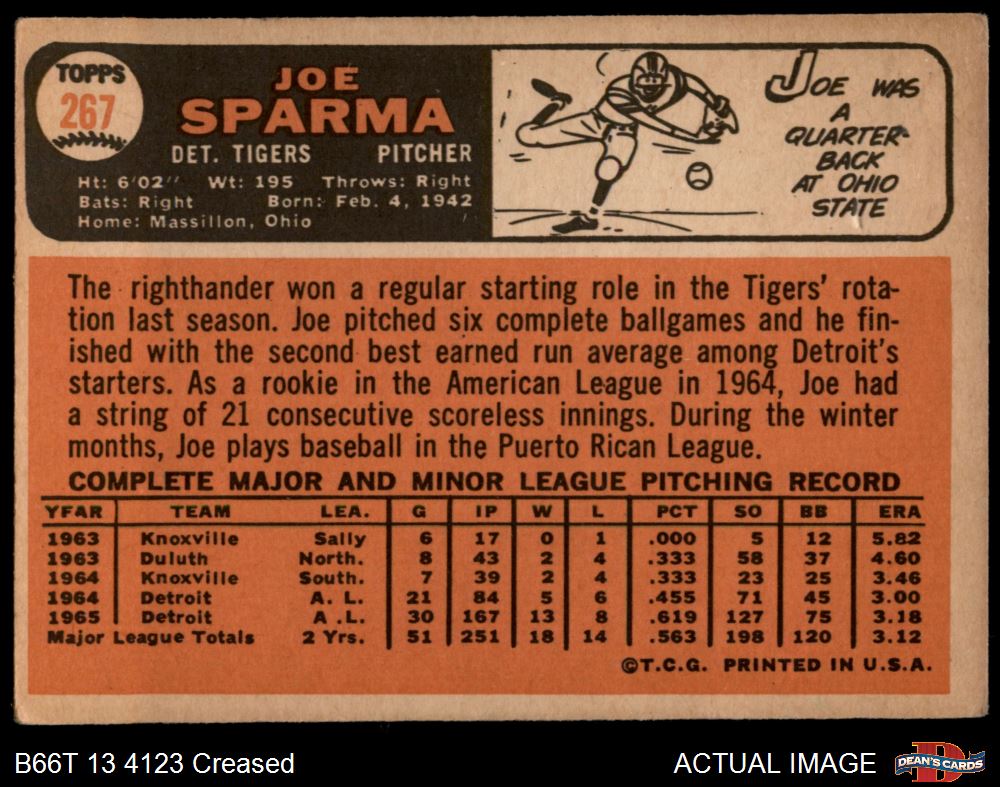 TOPPS
267
JOE
SPARMA
DET. TIGERS PITCHER
Ht: 6'02" Wt: 195 Throws: Right
Bats: Right Born: Feb. 4, 1942
Home: Massillon, Ohio
JOE WAS
A
QUARTER-
BACK
AT OHIO
STATE
The righthander won a regular starting role in the Tigers' rota-
tion last season. Joe pitched six complete ballgames and he fin-
ished with the second best earned run average among Detroit's
starters. As a rookie in the American League in 1964, Joe had
a string of 21 consecutive scoreless innings. During the winter
months, Joe plays baseball in the Puerto Rican League.
COMPLETE MAJOR AND MINOR LEAGUE PITCHING RECORD
YEAR TEAM LEA. G IP W L PCT SO BB ERA
1963 Knoxville Sally 6 17 0 1 .000 5 12 5.82
1963 Duluth North. 8 43 2 4 .333 58 37 4.60
1964 Knoxville South. 7 39 2 4 .333 23 25 3.46
1964 Detroit A. L. 21 84 5 6 .455 71 45 3.00
1965 Detroit A .L. 30 167 13 8 .619 127 75 3.18
Major League Totals 2 Yrs. 51 251 18 14 .563 198 120 3.12
©T.C.G. PRINTED IN U.S.A.
B66T 13 4123 Creased
ACTUAL IMAGE
D
DEAN'S CARDS